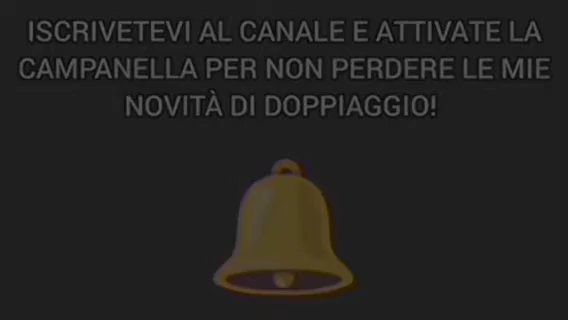 ISCRIVETEVI AL CANALE E ATTIVATE LA
CAMPANELLA PER NON PERDERE LE MIE
NOVITÀ DI DOPPIAGGIO!